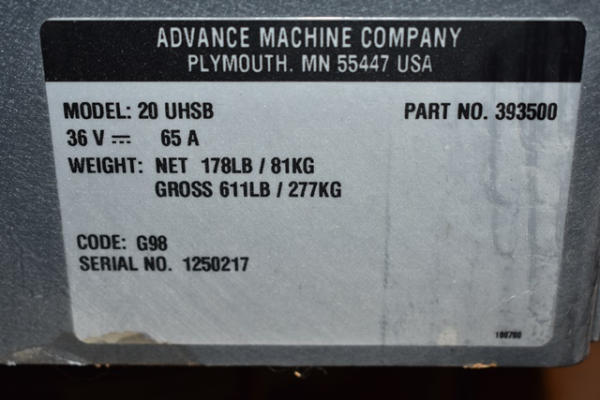 ADVANCE MACHINE COMPANY
PLYMOUTH, MN 55447 USA
MODEL: 20 UHSB PART NO. 393500
36 V ⎓ 65 A
WEIGHT: NET 178LB / 81KG
GROSS 611LB / 277KG
CODE: G98
SERIAL NO. 1250217